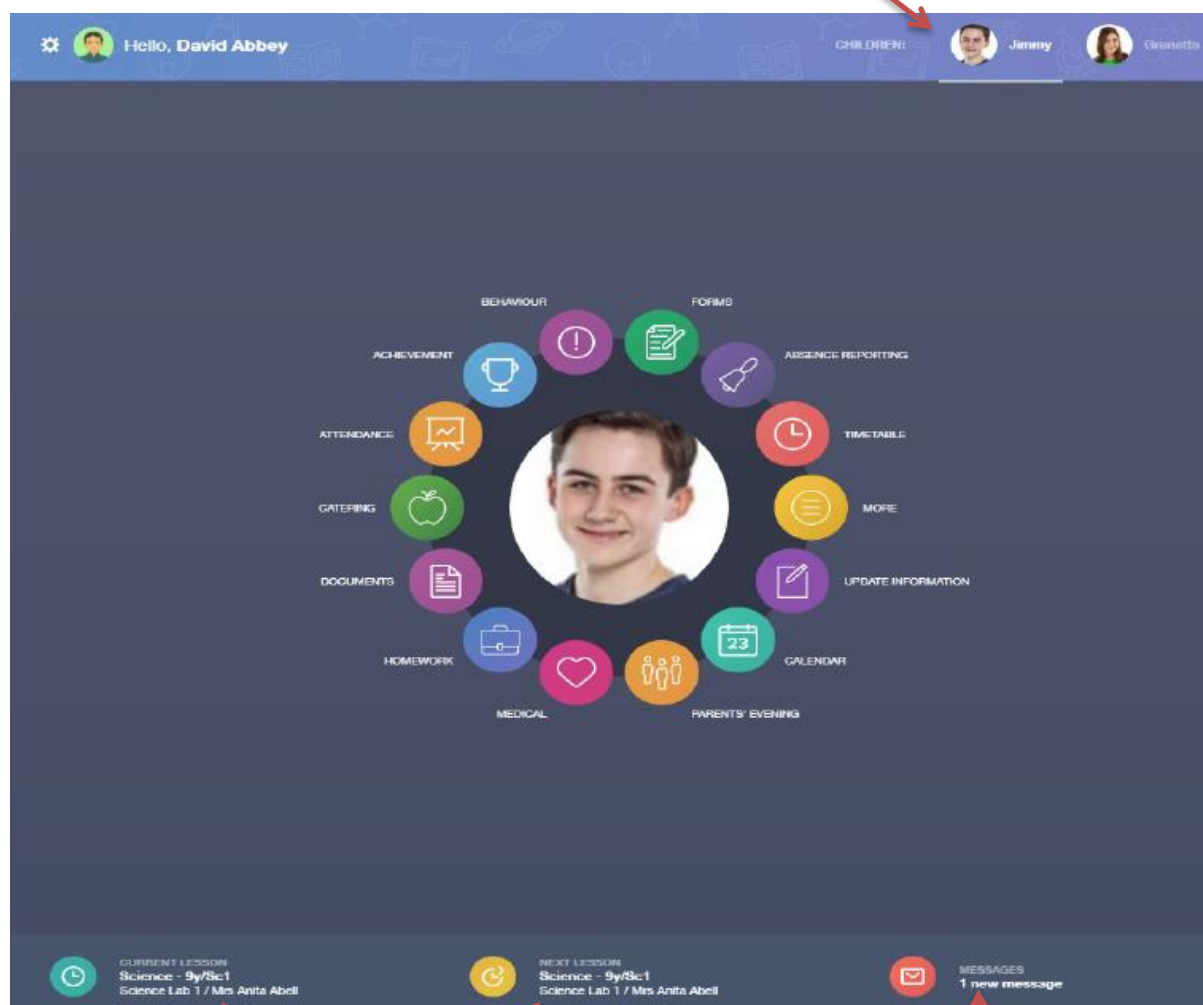 Hello, David Abbey
CHILDREN:
Jimmy
BEHAVIOUR
FORMS
ACHIEVEMENT
ABSENCE REPORTING
ATTENDANCE
TIMETABLE
CATERING
MORE
DOCUMENTS
UPDATE INFORMATION
23
HOMEWORK
CALENDAR
MEDICAL
PARENTS' EVENING
CURRENT LESSON
Science - 9y/Sc1
Science Lab 1 / Mrs Anita Abell
NEXT LESSON
Science - 9y/Sc1
Science Lab 1 / Mrs Anita Abell
MESSAGES
1 new message